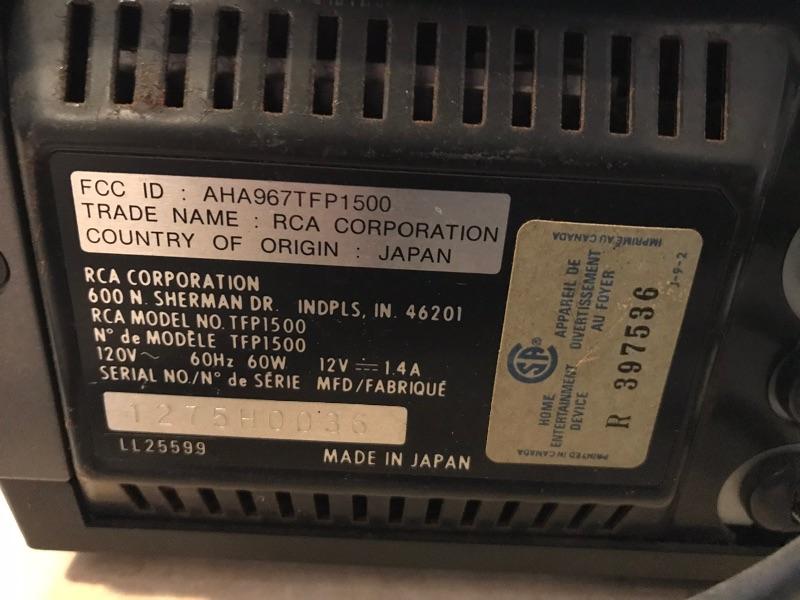 FCC ID : AHA967TFP1500
TRADE NAME : RCA CORPORATION
COUNTRY OF ORIGIN : JAPAN
RCA CORPORATION
600 N. SHERMAN DR. INDPLS, IN. 46201
RCA MODEL NO. TFP1500
N° de MODÈLE TFP1500
120V~ 60Hz 60W 12V ⎓ 1.4A
SERIAL NO./N° de SÉRIE MFD/FABRIQUÉ
1275H0036
LL25599
MADE IN JAPAN
IMPRIMÉ AU CANADA
J-9-2
SA
HOME
ENTERTAINMENT
DEVICE
APPAREIL DE
DIVERTISSEMENT
AU FOYER
R 397536
PRINTED IN CANADA